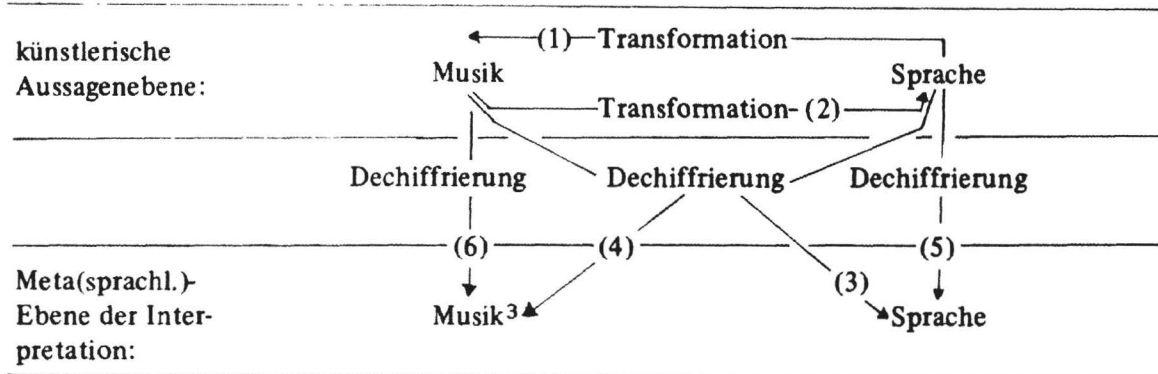 künstlerische
Aussagenebene:
(1) Transformation
Musik Sprache
Transformation- (2)
Dechiffrierung Dechiffrierung Dechiffrierung
(6) (4) (5)
(3)
Meta(sprachl.)-
Ebene der Inter-
pretation:
Musik³ Sprache